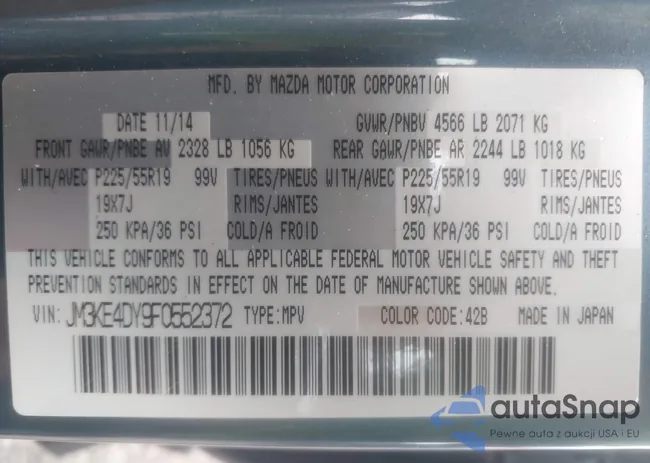 MFD. BY MAZDA MOTOR CORPORATION
DATE 11/14 GVWR/PNBV 4566 LB 2071 KG
FRONT GAWR/PNBE AV 2328 LB 1056 KG REAR GAWR/PNBE AR 2244 LB 1018 KG
WITH/AVEC P225/55R19 99V TIRES/PNEUS WITH/AVEC P225/55R19 99V TIRES/PNEUS
19X7J RIMS/JANTES 19X7J RIMS/JANTES
250 KPA/36 PSI COLD/A FROID 250 KPA/36 PSI COLD/A FROID
THIS VEHICLE CONFORMS TO ALL APPLICABLE FEDERAL MOTOR VEHICLE SAFETY AND THEFT
PREVENTION STANDARDS IN EFFECT ON THE DATE OF MANUFACTURE SHOWN ABOVE.
VIN: JM3KE4DY9F0552372 TYPE:MPV COLOR CODE:42B MADE IN JAPAN
autaSnap
Pewne auta z aukcji USA i EU